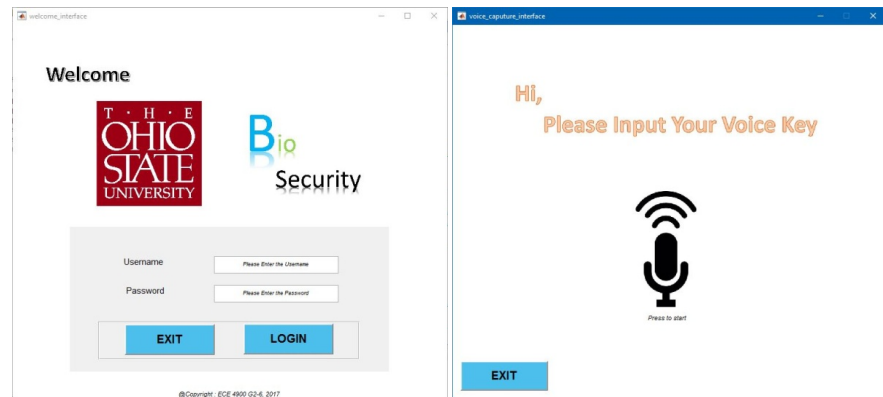 welcome_interface
Welcome
T · H · E
OHIO
STATE
UNIVERSITY
Bio
Security
Username
Please Enter the Username
Password
Please Enter the Password
EXIT
LOGIN
@Copyright : ECE 4900 G2-6, 2017
voice_caputure_interface
Hi,
Please Input Your Voice Key
Press to start
EXIT